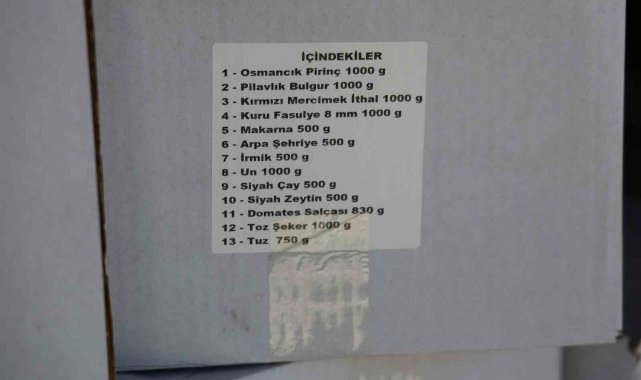 İÇİNDEKİLER
1 - Osmancık Pirinç 1000 g
2 - Pilavlık Bulgur 1000 g
3 - Kırmızı Mercimek İthal 1000 g
4 - Kuru Fasulye 8 mm 1000 g
5 - Makarna 500 g
6 - Arpa Şehriye 500 g
7 - İrmik 500 g
8 - Un 1000 g
9 - Siyah Çay 500 g
10 - Siyah Zeytin 500 g
11 - Domates Salçası 830 g
12 - Toz Şeker 1000 g
13 - Tuz 750 g